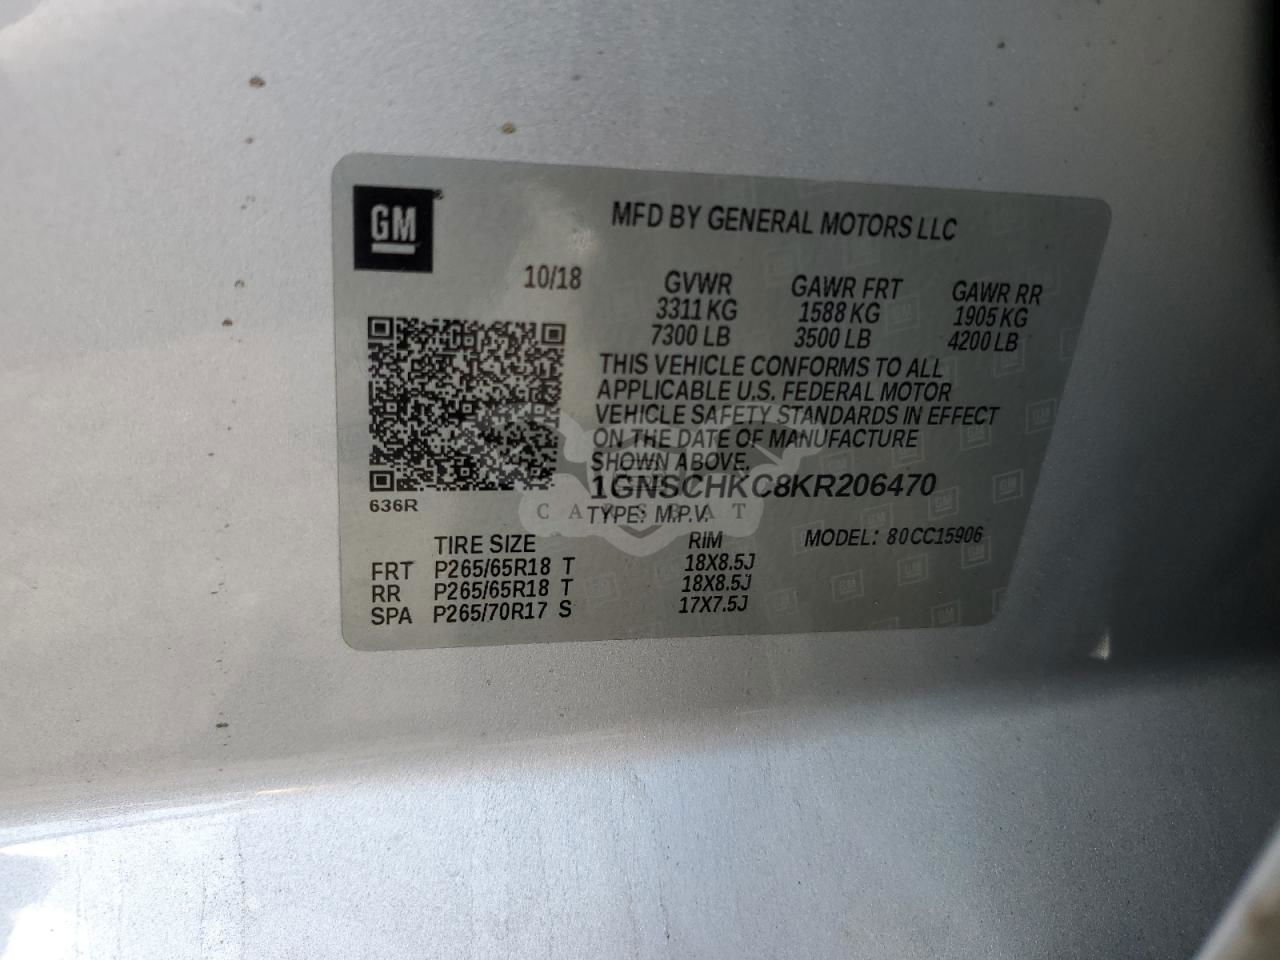 GM
MFD BY GENERAL MOTORS LLC
10/18
GVWR GAWR FRT GAWR RR
3311 KG 1588 KG 1905 KG
7300 LB 3500 LB 4200 LB
THIS VEHICLE CONFORMS TO ALL
APPLICABLE U.S. FEDERAL MOTOR
VEHICLE SAFETY STANDARDS IN EFFECT
ON THE DATE OF MANUFACTURE
SHOWN ABOVE.
1GNSCHKC8KR206470
636R
CARSBAT
TYPE: M.P.V.
TIRE SIZE RIM MODEL: 80CC15906
FRT P265/65R18 T 18X8.5J
RR P265/65R18 T 18X8.5J
SPA P265/70R17 S 17X7.5J